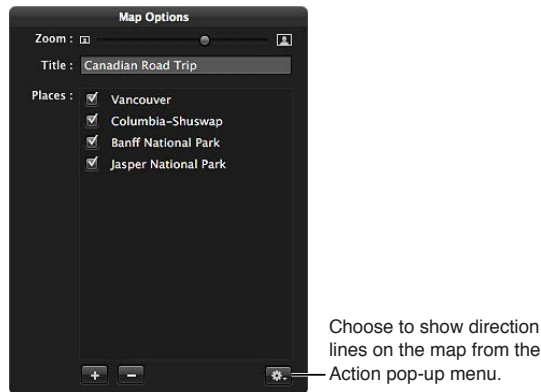 Map Options
Zoom :
Title : Canadian Road Trip
Places : Vancouver
Columbia–Shuswap
Banff National Park
Jasper National Park
Choose to show direction
lines on the map from the
Action pop-up menu.